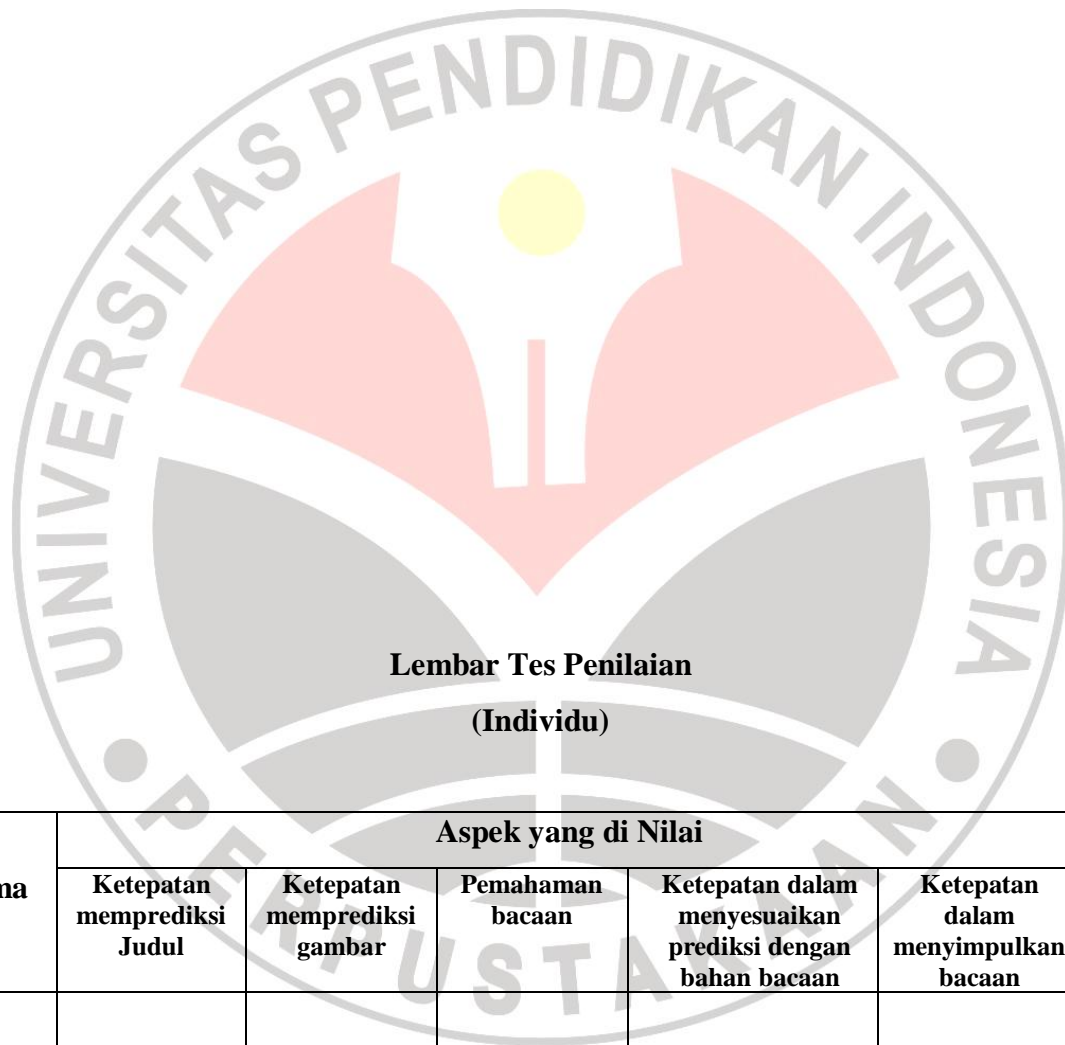 UNIVERSITAS PENDIDIKAN INDONESIA
PERPUSTAKAAN
Lembar Tes Penilaian
(Individu)
Aspek yang di Nilai
ma
Ketepatan
memprediksi
Judul
Ketepatan
memprediksi
gambar
Pemahaman
bacaan
Ketepatan dalam
menyesuaikan
prediksi dengan
bahan bacaan
Ketepatan
dalam
menyimpulkan
bacaan